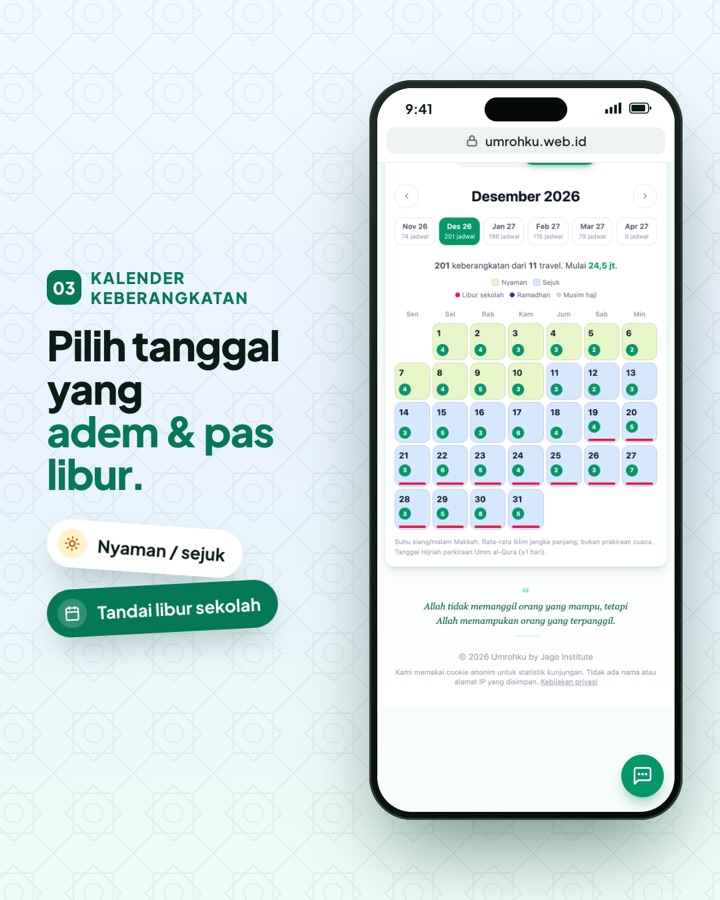 03
KALENDER
KEBERANGKATAN
Pilih tanggal
yang
adem & pas
libur.
Nyaman / sejuk
Tandai libur sekolah
9:41
umrohku.web.id
Desember 2026
Nov 26 Des 26 Jan 27 Feb 27 Mar 27 Apr 27
74 jadwal 201 jadwal 196 jadwal 115 jadwal 79 jadwal 0 jadwal
201 keberangkatan dari 11 travel. Mulai 24,5 jt.
Nyaman Sejuk
Libur sekolah Ramadhan Musim haji
Sen Sel Rab Kam Jum Sab Min
1 2 3 4 5 6
4 4 3 4 2 2
7 8 9 10 11 12 13
4 4 5 3 3 2 3
14 15 16 17 18 19 20
3 5 3 6 4 4 5
21 22 23 24 25 26 27
3 6 5 4 2 3 7
28 29 30 31
3 5 8 5
Suhu siang/malam Makkah. Rata-rata iklim jangka panjang, bukan prakiraan cuaca.
Tanggal Hijriah perkiraan Umm al-Qura (±1 hari).
“
Allah tidak memanggil orang yang mampu, tetapi
Allah memampukan orang yang terpanggil.
© 2026 Umrohku by Jago Institute
Kami memakai cookie anonim untuk statistik kunjungan. Tidak ada nama atau
alamat IP yang disimpan. Kebijakan privasi